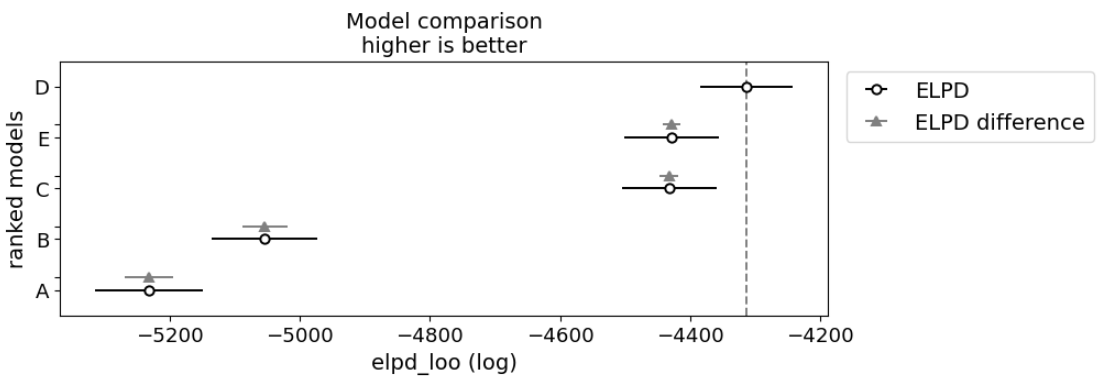 Model comparison
higher is better
ranked models
D
E
C
B
A
−5200
−5000
−4800
−4600
−4400
−4200
elpd_loo (log)
ELPD
ELPD difference